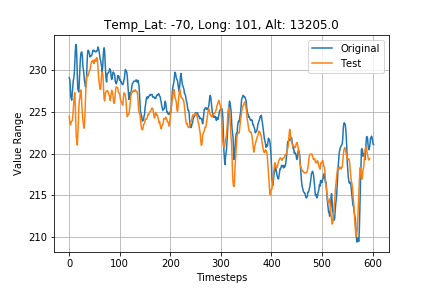 Temp_Lat: -70, Long: 101, Alt: 13205.0
Original
Test
Value Range
230
225
220
215
210
0 100 200 300 400 500 600
Timesteps